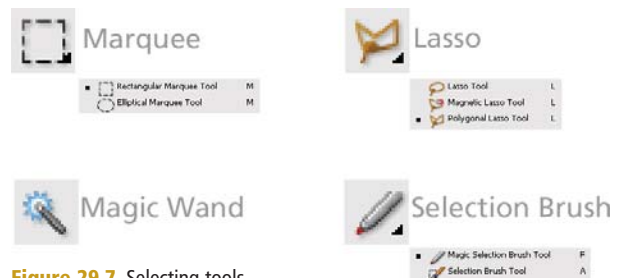 Marquee
Rectangular Marquee Tool M
Elliptical Marquee Tool M
Lasso
Lasso Tool L
Magnetic Lasso Tool L
Polygonal Lasso Tool L
Magic Wand
Selection Brush
Magic Selection Brush Tool F
Selection Brush Tool A
Figure 29.7 Selecting tools